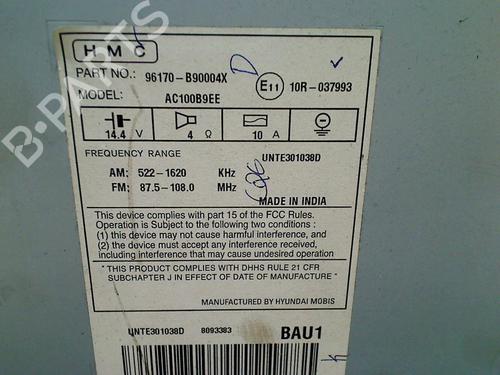 HMC
PART NO.: 96170-B90004X D
E11 10R-037993
MODEL: AC100B9EE
14.4 V 4 Ω 10 A
FREQUENCY RANGE UNTE301038D
AM: 522-1620 KHz
FM: 87.5-108.0 MHz
MADE IN INDIA
This device complies with part 15 of the FCC Rules.
Operation is Subject to the following two conditions :
(1) this device may not cause harmful interference, and
(2) the device must accept any interference received,
including interference that may cause undesired operation
" THIS PRODUCT COMPLIES WITH DHHS RULE 21 CFR
SUBCHAPTER J IN EFFECT OF DATE OF MANUFACTURE "
MANUFACTURED BY HYUNDAI MOBIS
UNTE301038D 8093383 BAU1
B-PARTS